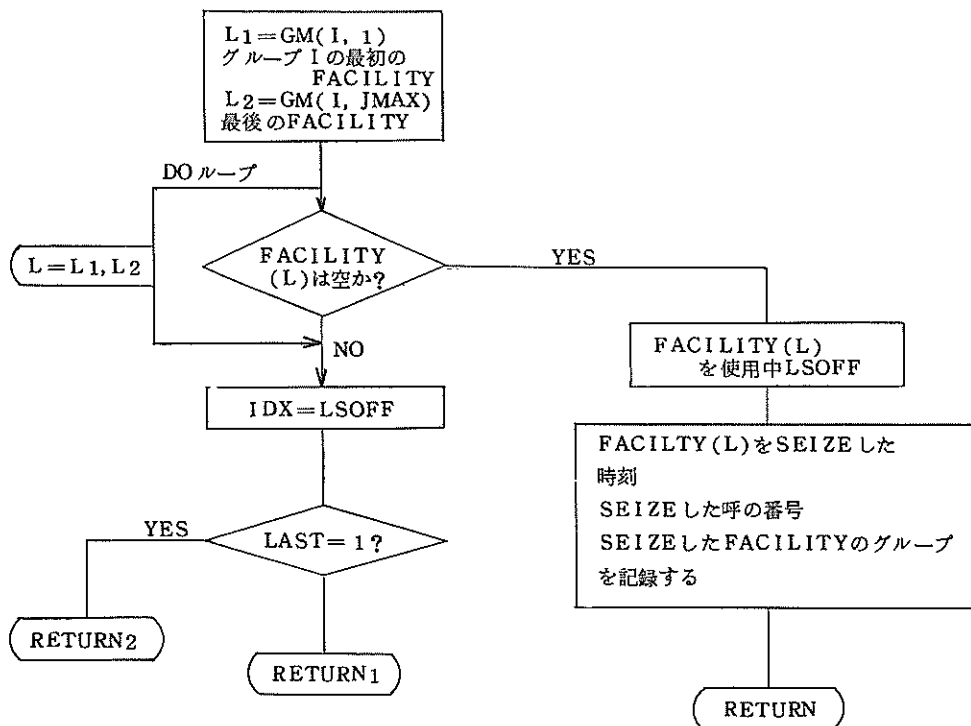 L1=GM(I, 1)
グループIの最初の
FACILITY
L2=GM(I, JMAX)
最後のFACILITY
DOループ
L=L1,L2
FACILITY
(L)は空か?
YES
NO
FACILITY(L)
を使用中LSOFF
IDX=LSOFF
FACILTY(L)をSEIZEした
時刻
SEIZEした呼の番号
SEIZEしたFACILITYのグループ
を記録する
YES
LAST=1?
RETURN2
RETURN1
RETURN